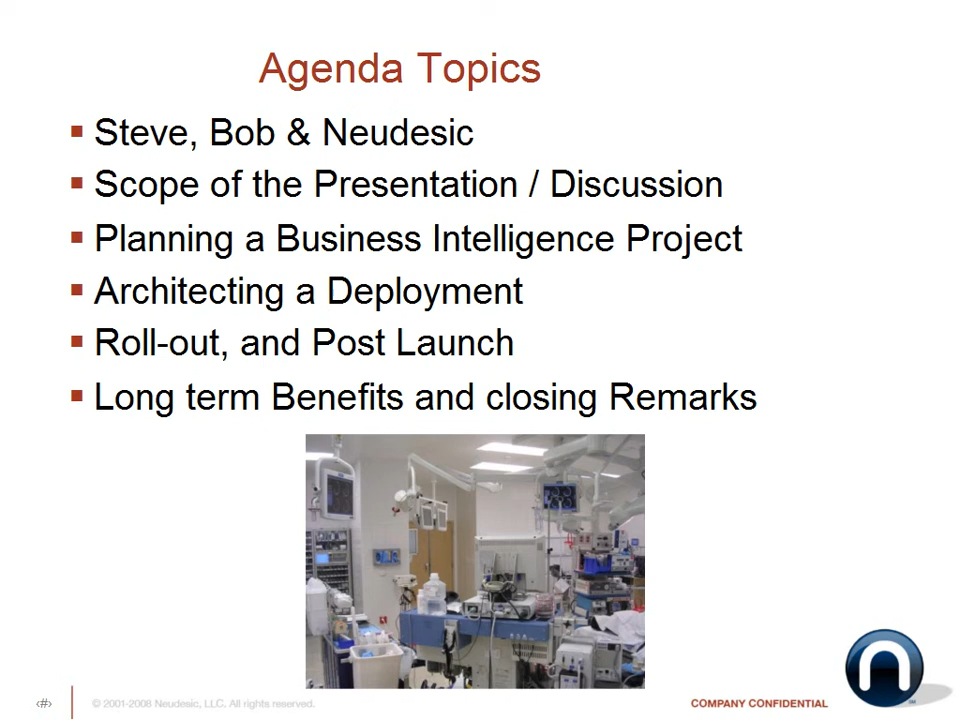 Agenda Topics
▪ Steve, Bob & Neudesic
▪ Scope of the Presentation / Discussion
▪ Planning a Business Intelligence Project
▪ Architecting a Deployment
▪ Roll-out, and Post Launch
▪ Long term Benefits and closing Remarks
‹#› © 2001-2008 Neudesic, LLC. All rights reserved. COMPANY CONFIDENTIAL
n